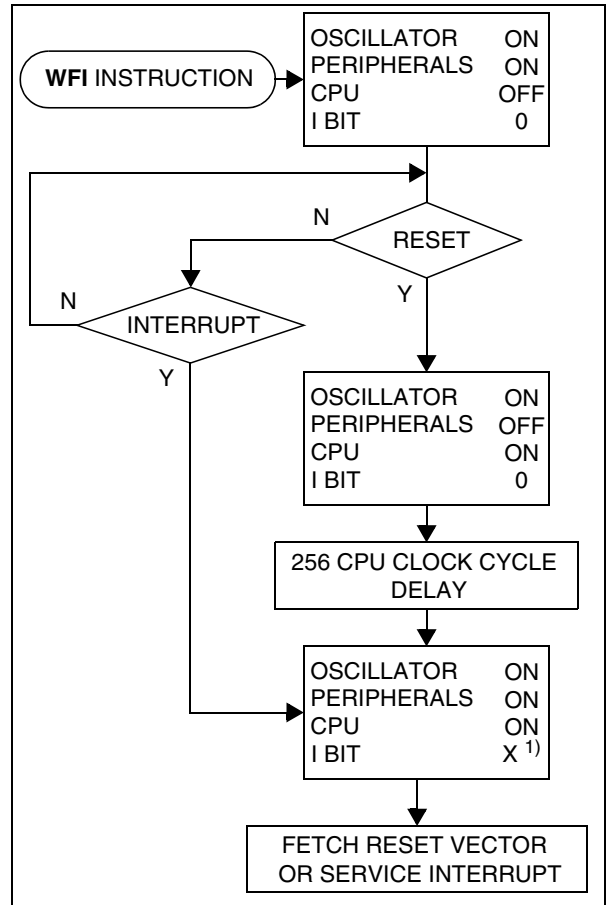 WFI INSTRUCTION
OSCILLATOR ON
PERIPHERALS ON
CPU OFF
I BIT 0
RESET
N
Y
INTERRUPT
N
Y
OSCILLATOR ON
PERIPHERALS OFF
CPU ON
I BIT 0
256 CPU CLOCK CYCLE
DELAY
OSCILLATOR ON
PERIPHERALS ON
CPU ON
I BIT X 1)
FETCH RESET VECTOR
OR SERVICE INTERRUPT